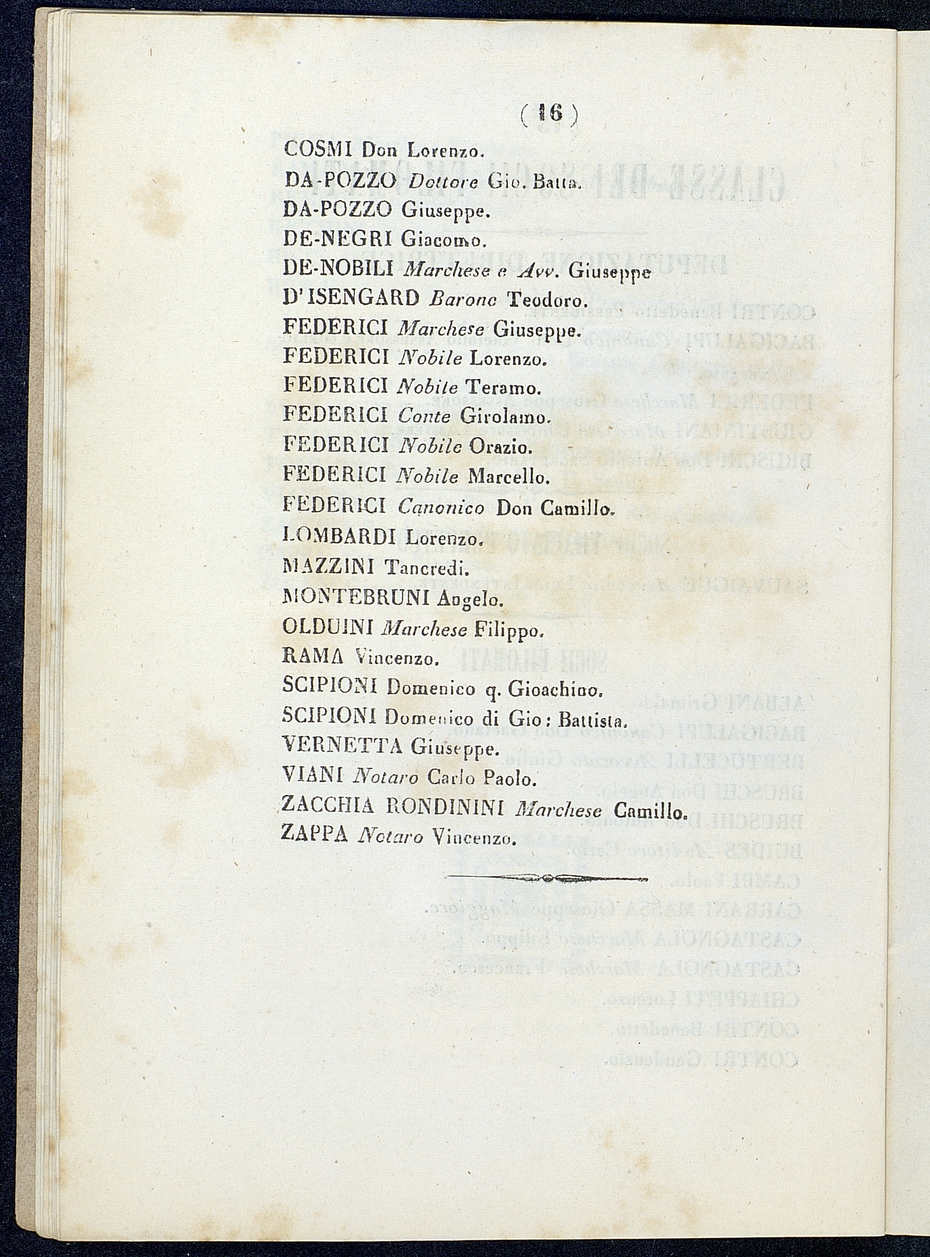 ( 16 )
COSMI Don Lorenzo.
DA-POZZO Dottore Gio. Batta.
DA-POZZO Giuseppe.
DE-NEGRI Giacomo.
DE-NOBILI Marchese e Avv. Giuseppe
D'ISENGARD Barone Teodoro.
FEDERICI Marchese Giuseppe.
FEDERICI Nobile Lorenzo.
FEDERICI Nobile Teramo.
FEDERICI Conte Girolamo.
FEDERICI Nobile Orazio.
FEDERICI Nobile Marcello.
FEDERICI Canonico Don Camillo.
LOMBARDI Lorenzo.
MAZZINI Tancredi.
MONTEBRUNI Angelo.
OLDUINI Marchese Filippo.
RAMA Vincenzo.
SCIPIONI Domenico q. Gioachino.
SCIPIONI Domenico di Gio: Battista.
VERNETTA Giuseppe.
VIANI Notaro Carlo Paolo.
ZACCHIA RONDININI Marchese Camillo.
ZAPPA Notaro Vincenzo.